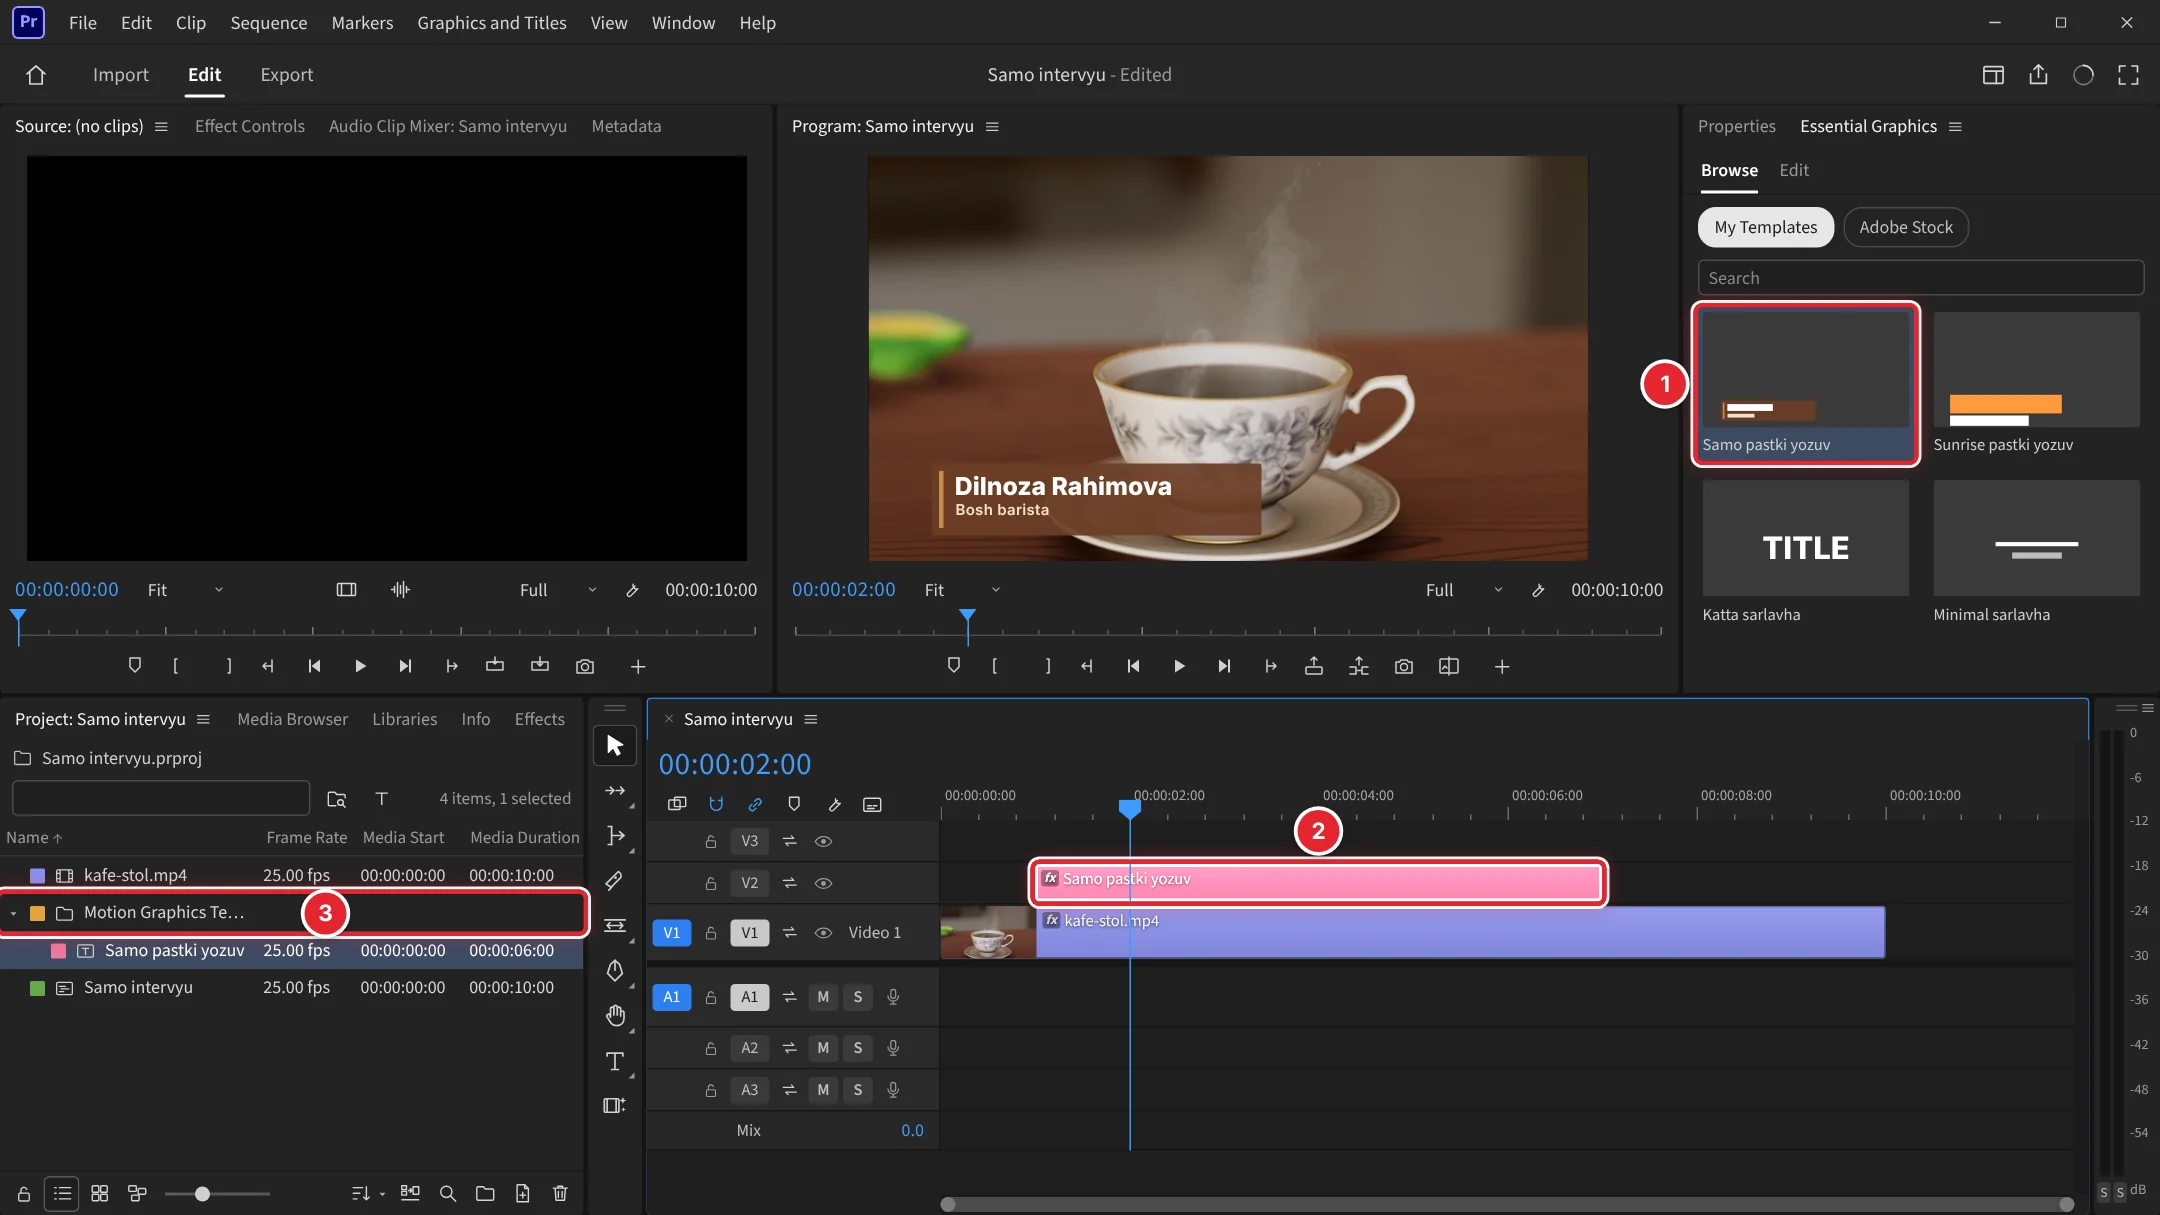 Pr File Edit Clip Sequence Markers Graphics and Titles View Window Help
Import Edit Export
Samo intervyu - Edited
Source: (no clips) Effect Controls Audio Clip Mixer: Samo intervyu Metadata
Program: Samo intervyu
Properties Essential Graphics
Browse Edit
My Templates Adobe Stock
Search
1
Samo pastki yozuv Sunrise pastki yozuv
TITLE
Katta sarlavha Minimal sarlavha
Dilnoza Rahimova
Bosh barista
00:00:00:00 Fit Full 00:00:10:00
00:00:02:00 Fit Full 00:00:10:00
Project: Samo intervyu Media Browser Libraries Info Effects
Samo intervyu.prproj
4 items, 1 selected
Name Frame Rate Media Start Media Duration
kafe-stol.mp4 25.00 fps 00:00:00:00 00:00:10:00
Motion Graphics Te... 3
Samo pastki yozuv 25.00 fps 00:00:00:00 00:00:06:00
Samo intervyu 25.00 fps 00:00:00:00 00:00:10:00
Samo intervyu
00:00:02:00
00:00:00:00 00:00:02:00 00:00:04:00 00:00:06:00 00:00:08:00 00:00:10:00
2
V3
V2
fx Samo pastki yozuv
V1 V1 Video 1
fx kafe-stol.mp4
A1 A1 M S
A2 M S
A3 M S
Mix 0.0
0
-6
-12
-18
-24
-30
-36
-42
-48
-54
S S dB